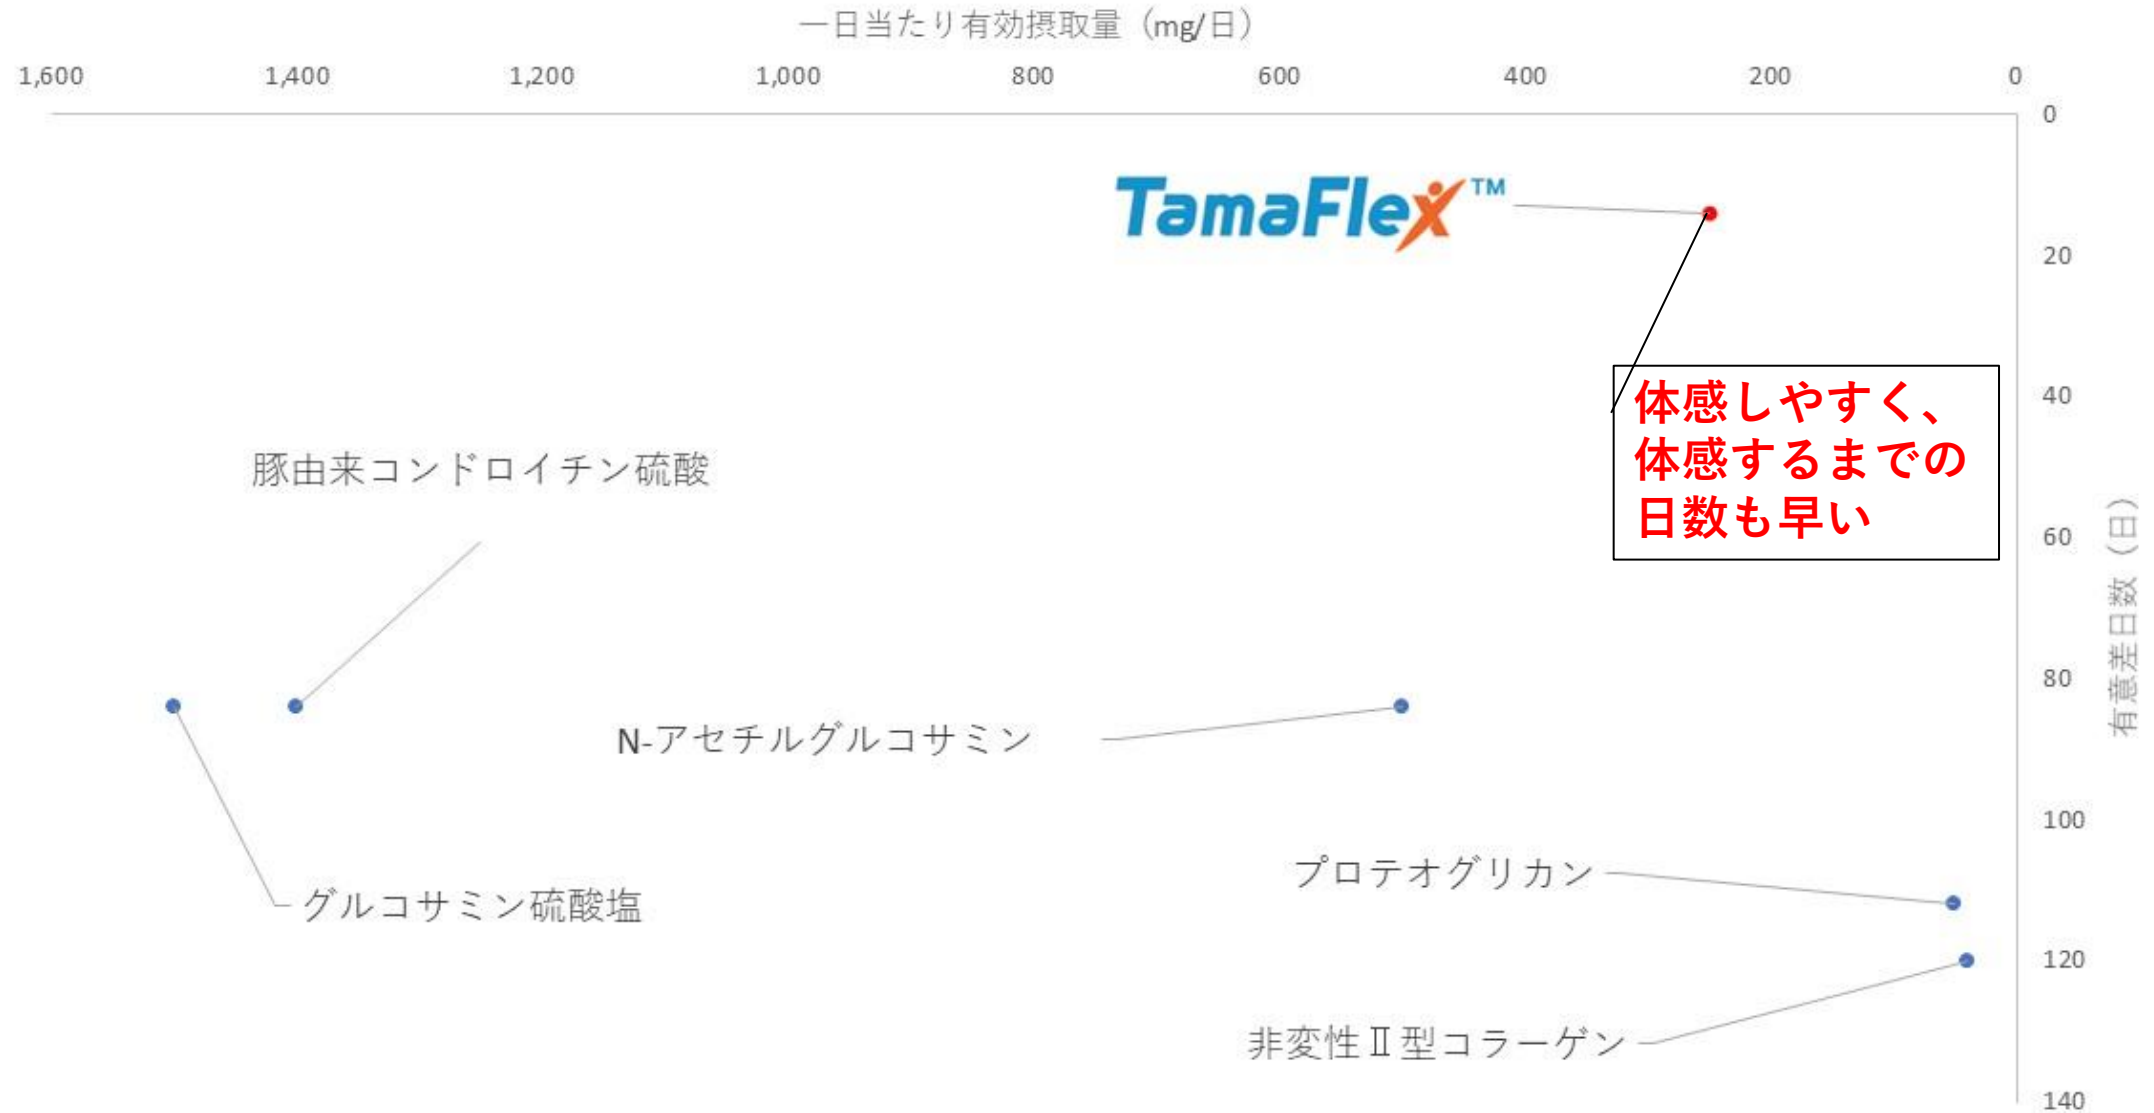 一日当たり有効摂取量（mg/日）
1,600 1,400 1,200 1,000 800 600 400 200 0
0
TamaFlex™
20
体感しやすく、
体感するまでの
日数も早い
40
豚由来コンドロイチン硫酸
60
有意差日数（日）
80
N-アセチルグルコサミン
100
プロテオグリカン
グルコサミン硫酸塩
120
非変性Ⅱ型コラーゲン
140